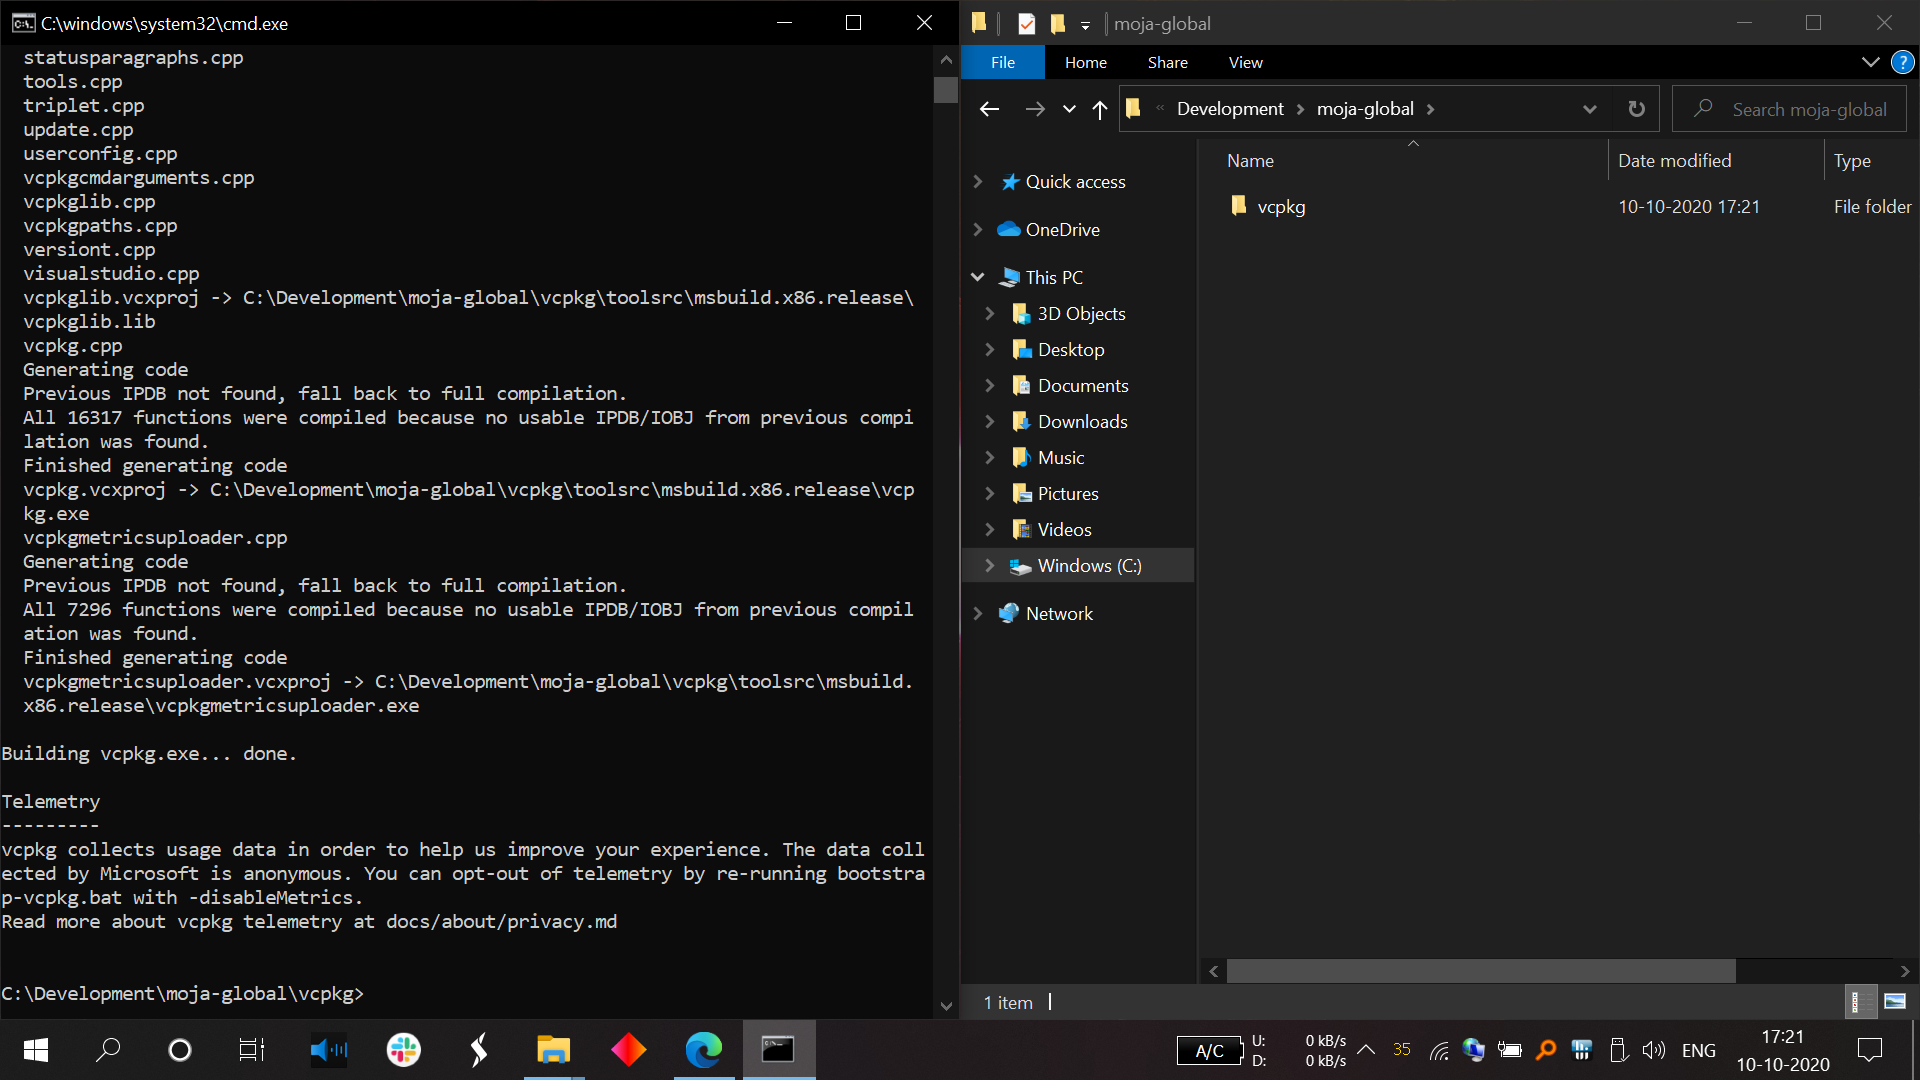 C:\windows\system32\cmd.exe
statusparagraphs.cpp
tools.cpp
triplet.cpp
update.cpp
userconfig.cpp
vcpkgcmdarguments.cpp
vcpkglib.cpp
vcpkgpaths.cpp
versiont.cpp
visualstudio.cpp
vcpkglib.vcxproj -> C:\Development\moja-global\vcpkg\toolsrc\msbuild.x86.release\
vcpkglib.lib
vcpkg.cpp
Generating code
Previous IPDB not found, fall back to full compilation.
All 16317 functions were compiled because no usable IPDB/IOBJ from previous compi
lation was found.
Finished generating code
vcpkg.vcxproj -> C:\Development\moja-global\vcpkg\toolsrc\msbuild.x86.release\vcp
kg.exe
vcpkgmetricsuploader.cpp
Generating code
Previous IPDB not found, fall back to full compilation.
All 7296 functions were compiled because no usable IPDB/IOBJ from previous compil
ation was found.
Finished generating code
vcpkgmetricsuploader.vcxproj -> C:\Development\moja-global\vcpkg\toolsrc\msbuild.
x86.release\vcpkgmetricsuploader.exe
Building vcpkg.exe... done.
Telemetry
---------
vcpkg collects usage data in order to help us improve your experience. The data coll
ected by Microsoft is anonymous. You can opt-out of telemetry by re-running bootstra
p-vcpkg.bat with -disableMetrics.
Read more about vcpkg telemetry at docs/about/privacy.md
C:\Development\moja-global\vcpkg>
moja-global
File Home Share View
Development moja-global
Search moja-global
Name Date modified Type
vcpkg 10-10-2020 17:21 File folder
Quick access
OneDrive
This PC
3D Objects
Desktop
Documents
Downloads
Music
Pictures
Videos
Windows (C:)
Network
1 item
A/C
U: 0 kB/s
D: 0 kB/s
35
ENG
17:21
10-10-2020